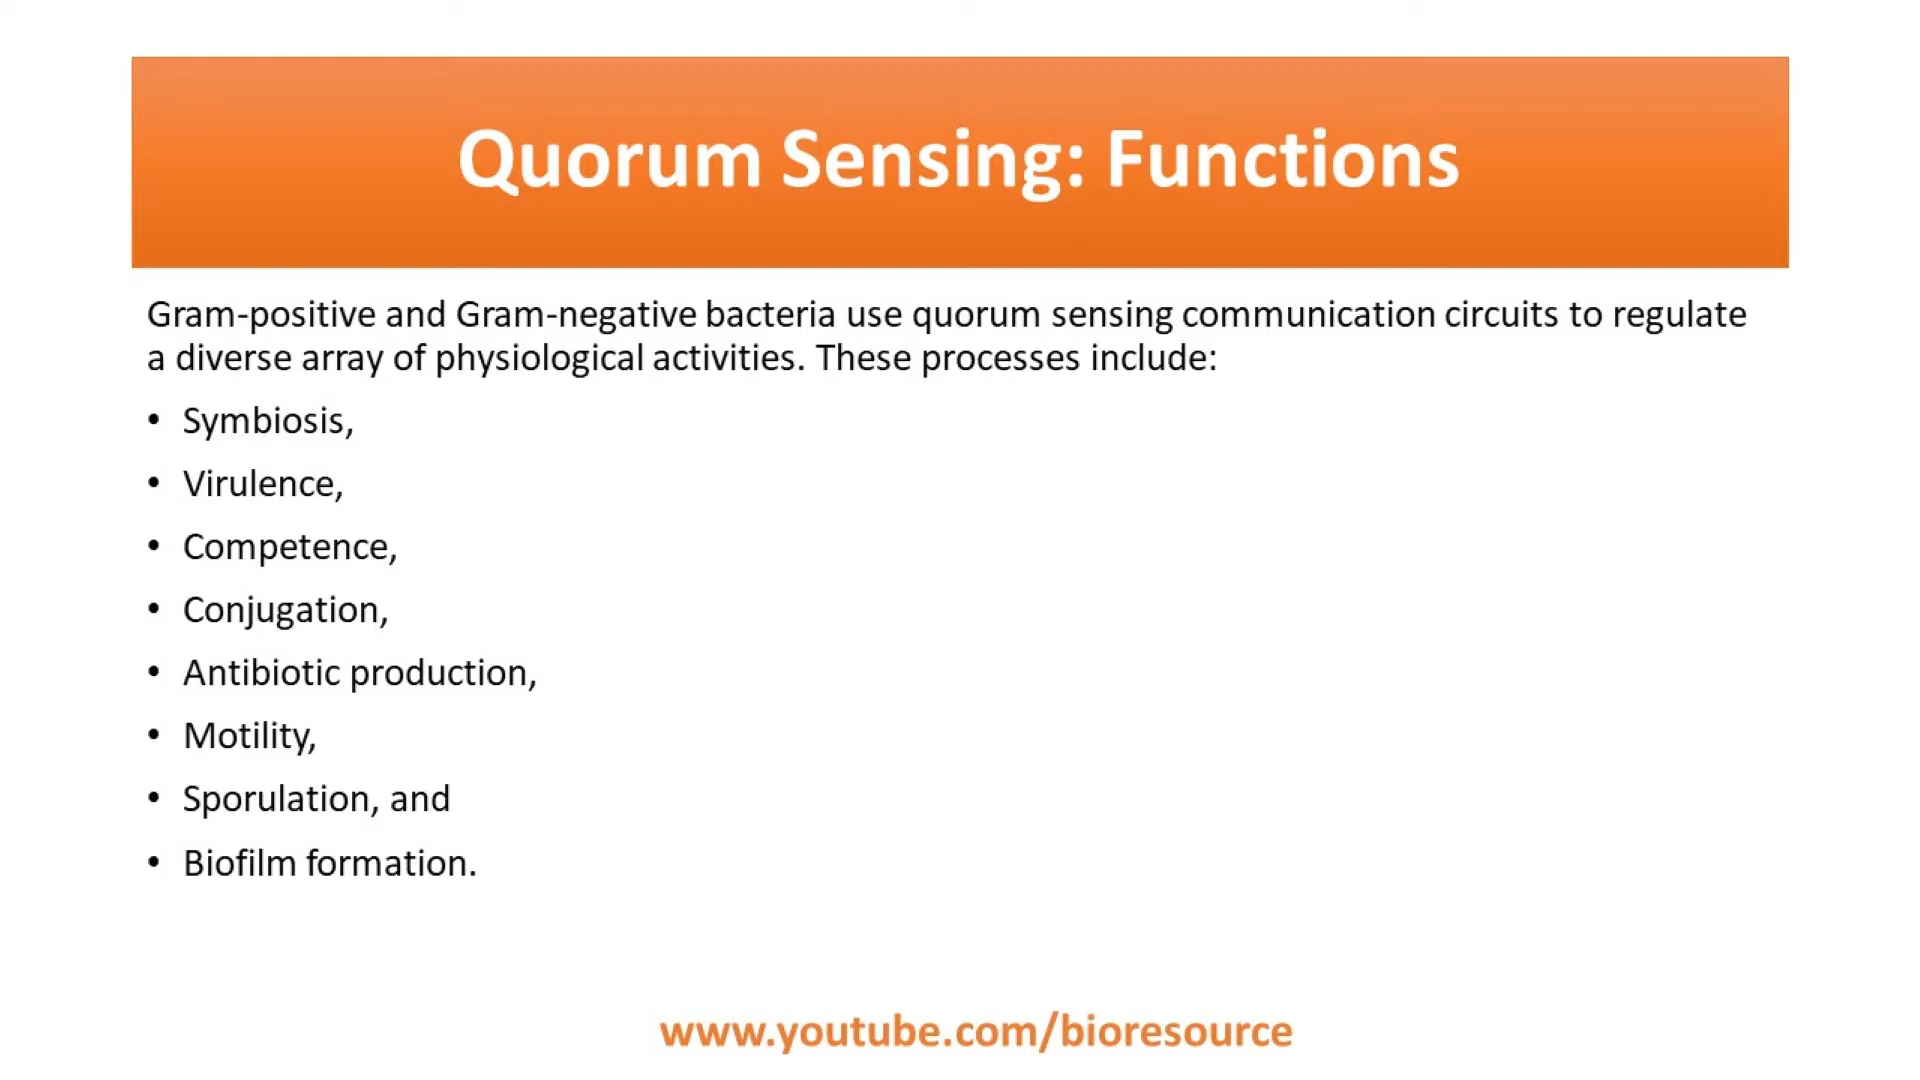 Quorum Sensing: Functions
Gram-positive and Gram-negative bacteria use quorum sensing communication circuits to regulate
a diverse array of physiological activities. These processes include:
• Symbiosis,
• Virulence,
• Competence,
• Conjugation,
• Antibiotic production,
• Motility,
• Sporulation, and
• Biofilm formation.
www.youtube.com/bioresource